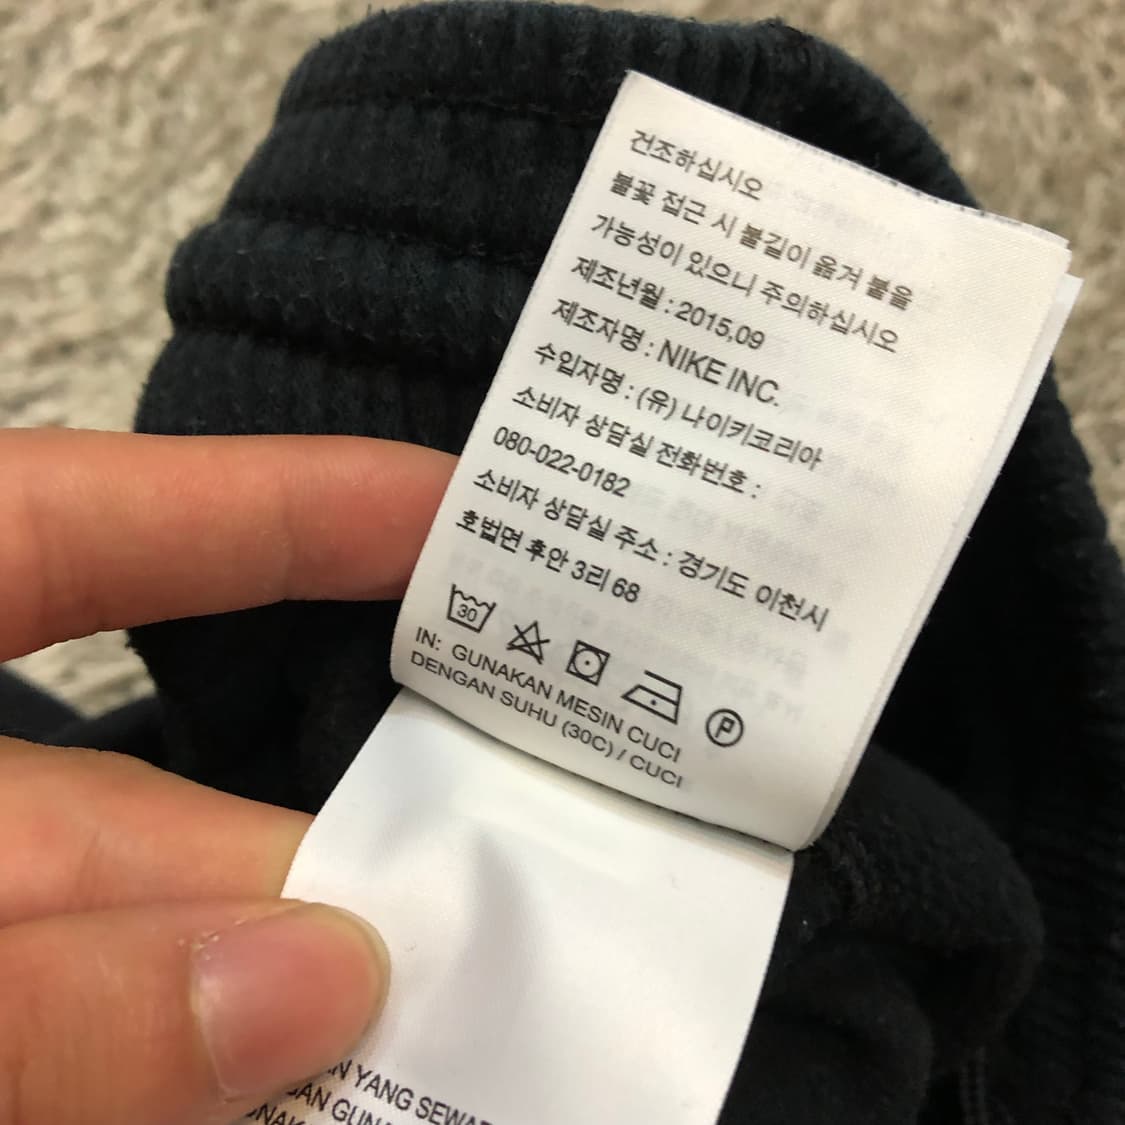 건조하십시오
불꽃 접근 시 불길이 옮겨 붙을
가능성이 있으니 주의하십시오
제조년월 : 2015.09
제조자명 : NIKE INC.
수입자명 : (유) 나이키코리아
소비자 상담실 전화번호 :
080-022-0182
소비자 상담실 주소 : 경기도 이천시
호법면 후안 3리 68
30
P
IN: GUNAKAN MESIN CUCI
DENGAN SUHU (30C) / CUCI
YANG